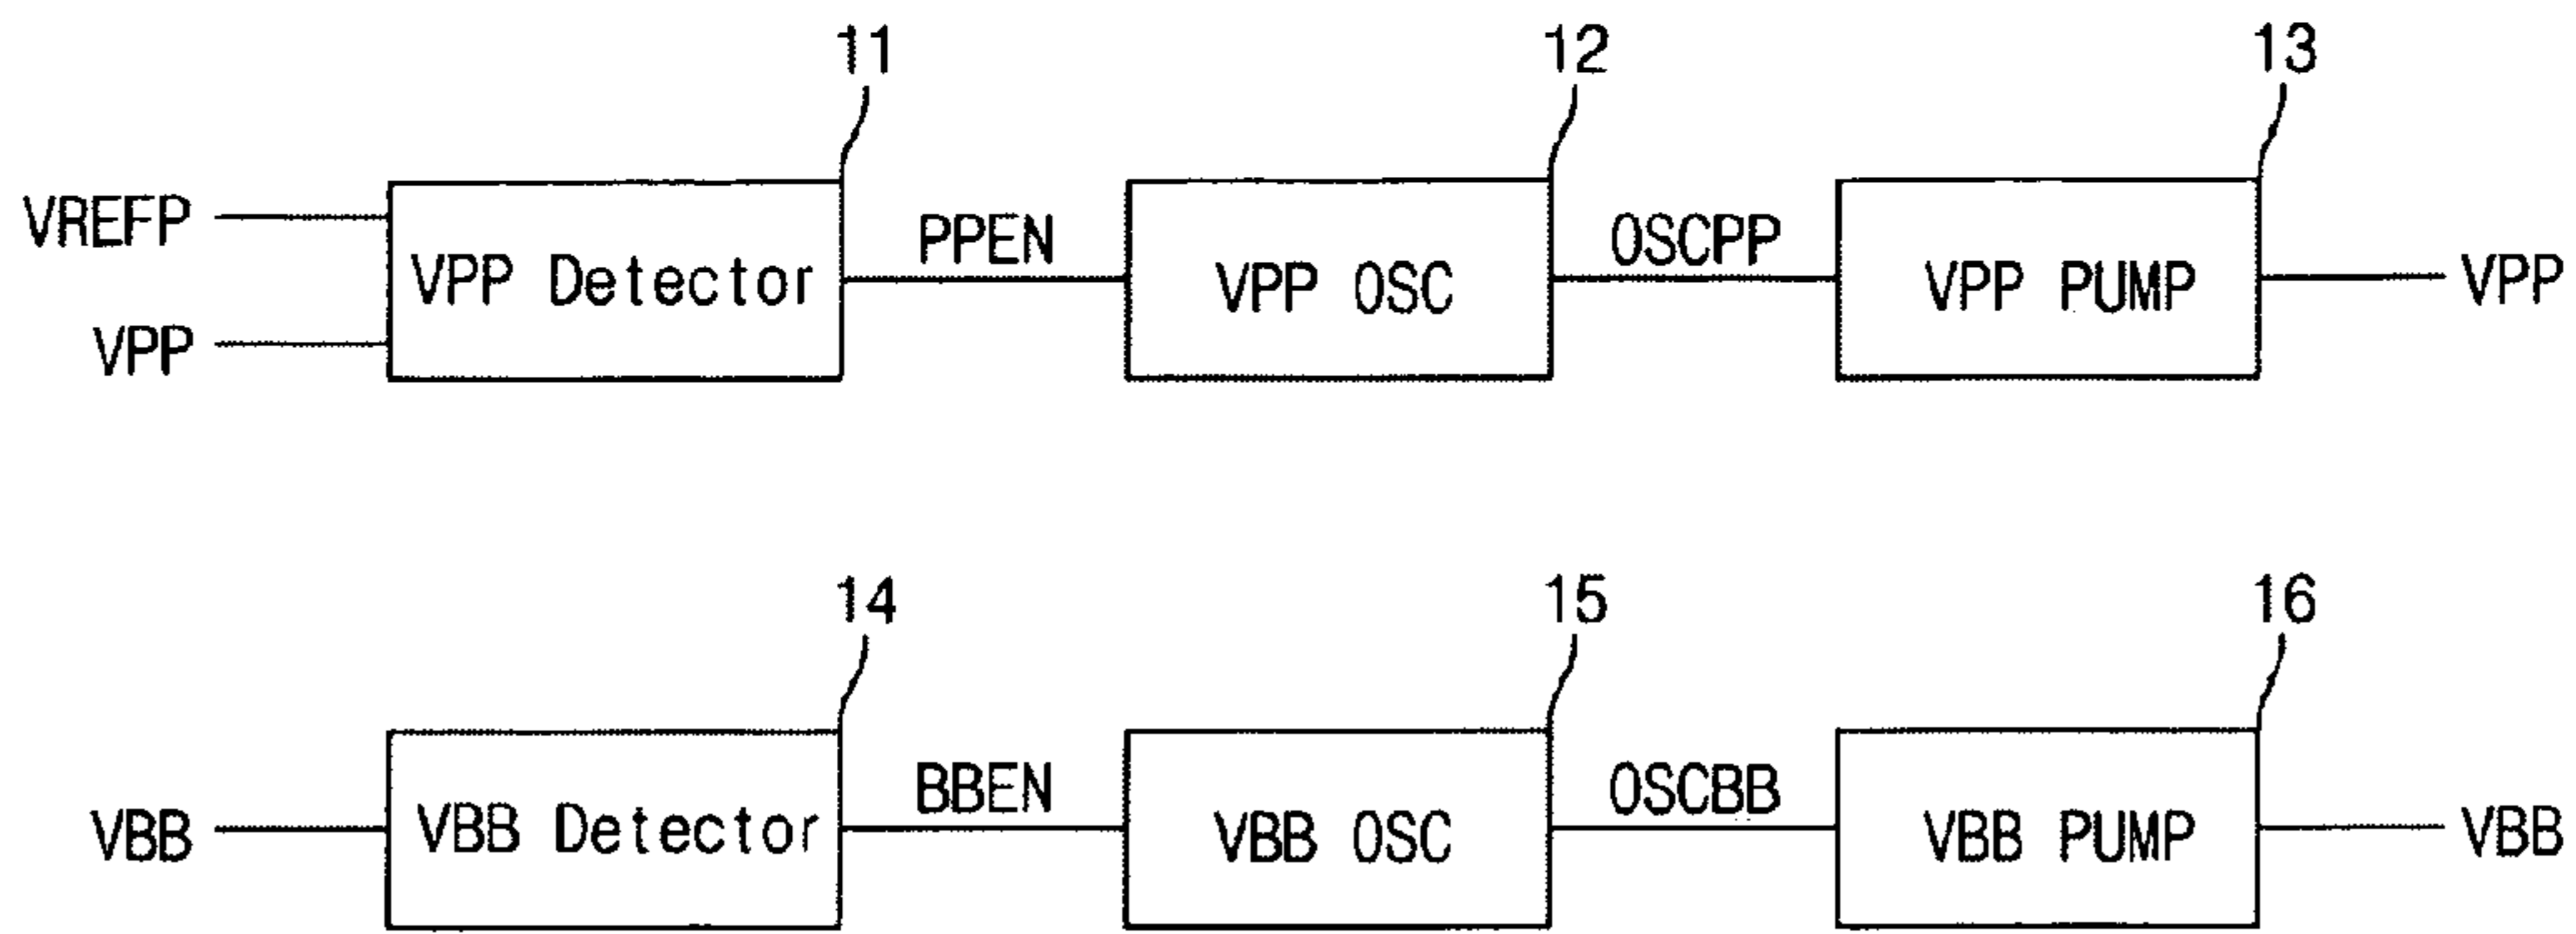 11
12
13
VREFP
VPP
VPP Detector
PPEN
VPP OSC
OSCPP
VPP PUMP
VPP
14
15
16
VBB
VBB Detector
BBEN
VBB OSC
OSCBB
VBB PUMP
VBB